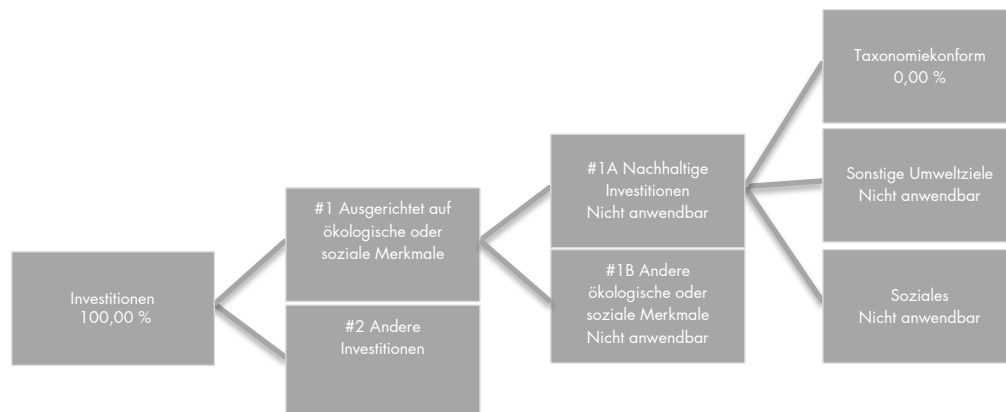 Investitionen
100,00 %
#1 Ausgerichtet auf
ökologische oder
soziale Merkmale
#2 Andere
Investitionen
#1A Nachhaltige
Investitionen
Nicht anwendbar
#1B Andere
ökologische oder
soziale Merkmale
Nicht anwendbar
Taxonomiekonform
0,00 %
Sonstige Umweltziele
Nicht anwendbar
Soziales
Nicht anwendbar